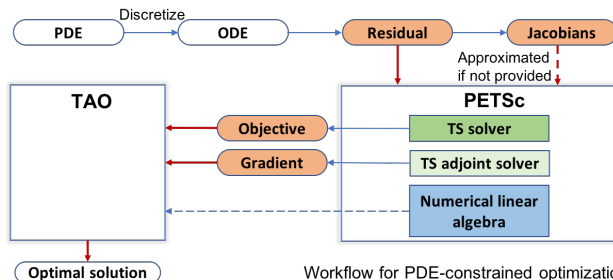 Discretize
PDE
ODE
Residual
Jacobians
Approximated
if not provided
TAO
PETSc
Objective
TS solver
Gradient
TS adjoint solver
Numerical linear
algebra
Optimal solution
Workflow for PDE-constrained